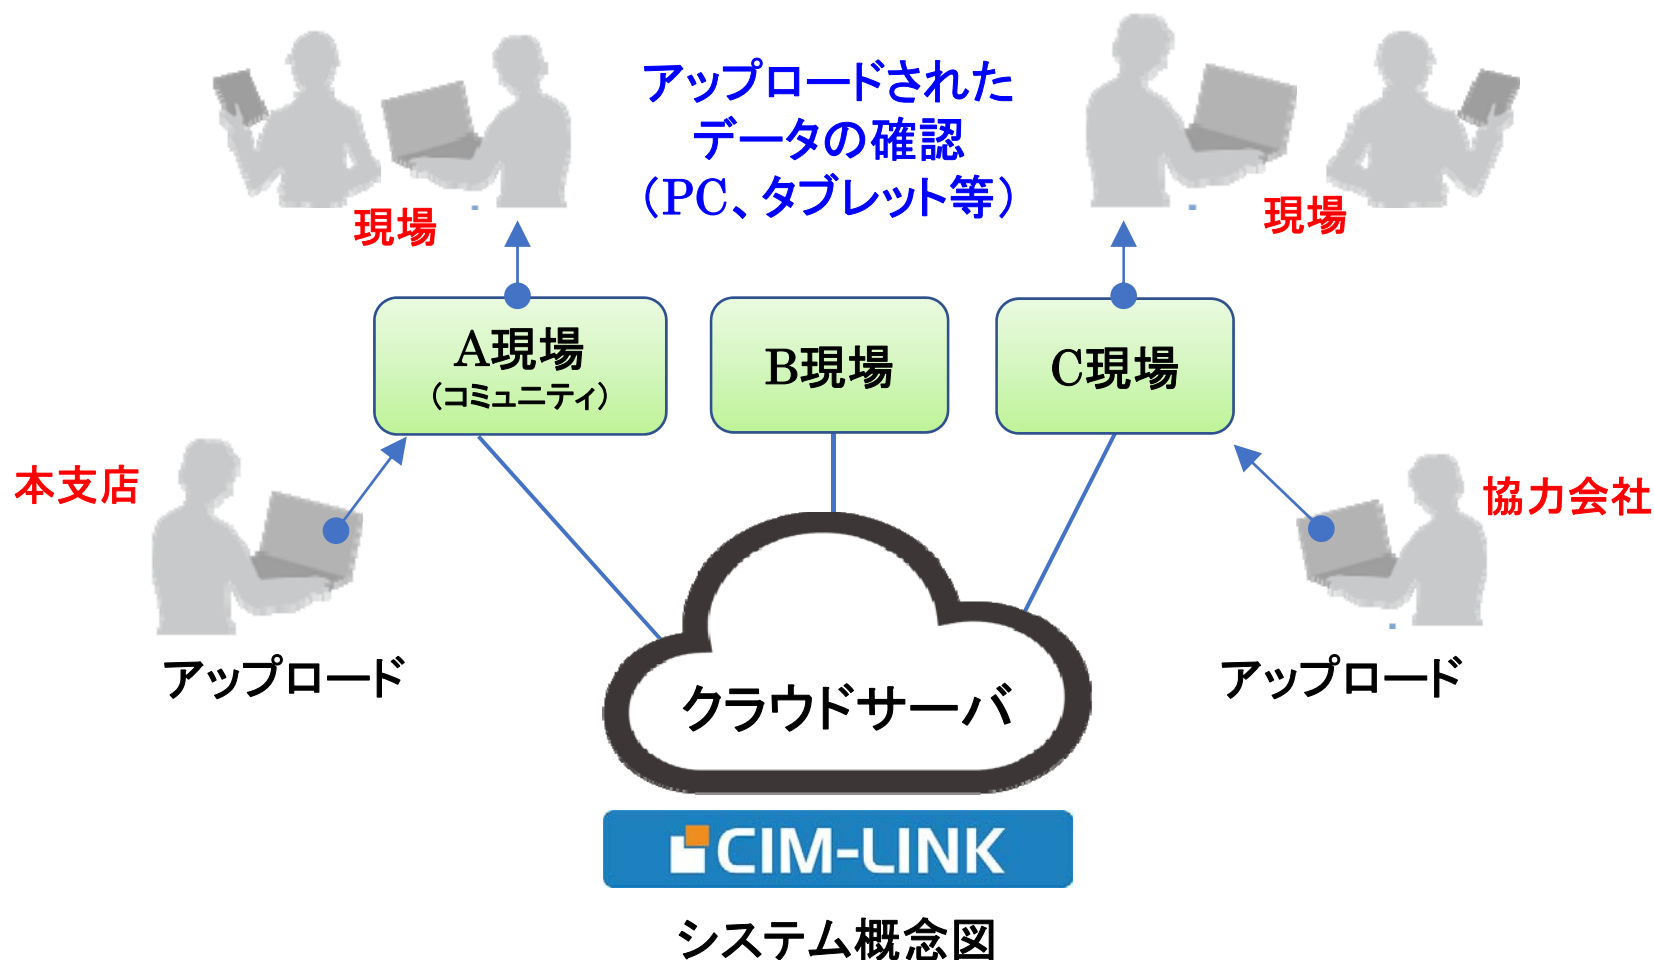 アップロードされた
データの確認
（PC、タブレット等）
現場
現場
A現場
（コミュニティ）
B現場
C現場
本支店
協力会社
アップロード
アップロード
クラウドサーバ
CIM-LINK
システム概念図